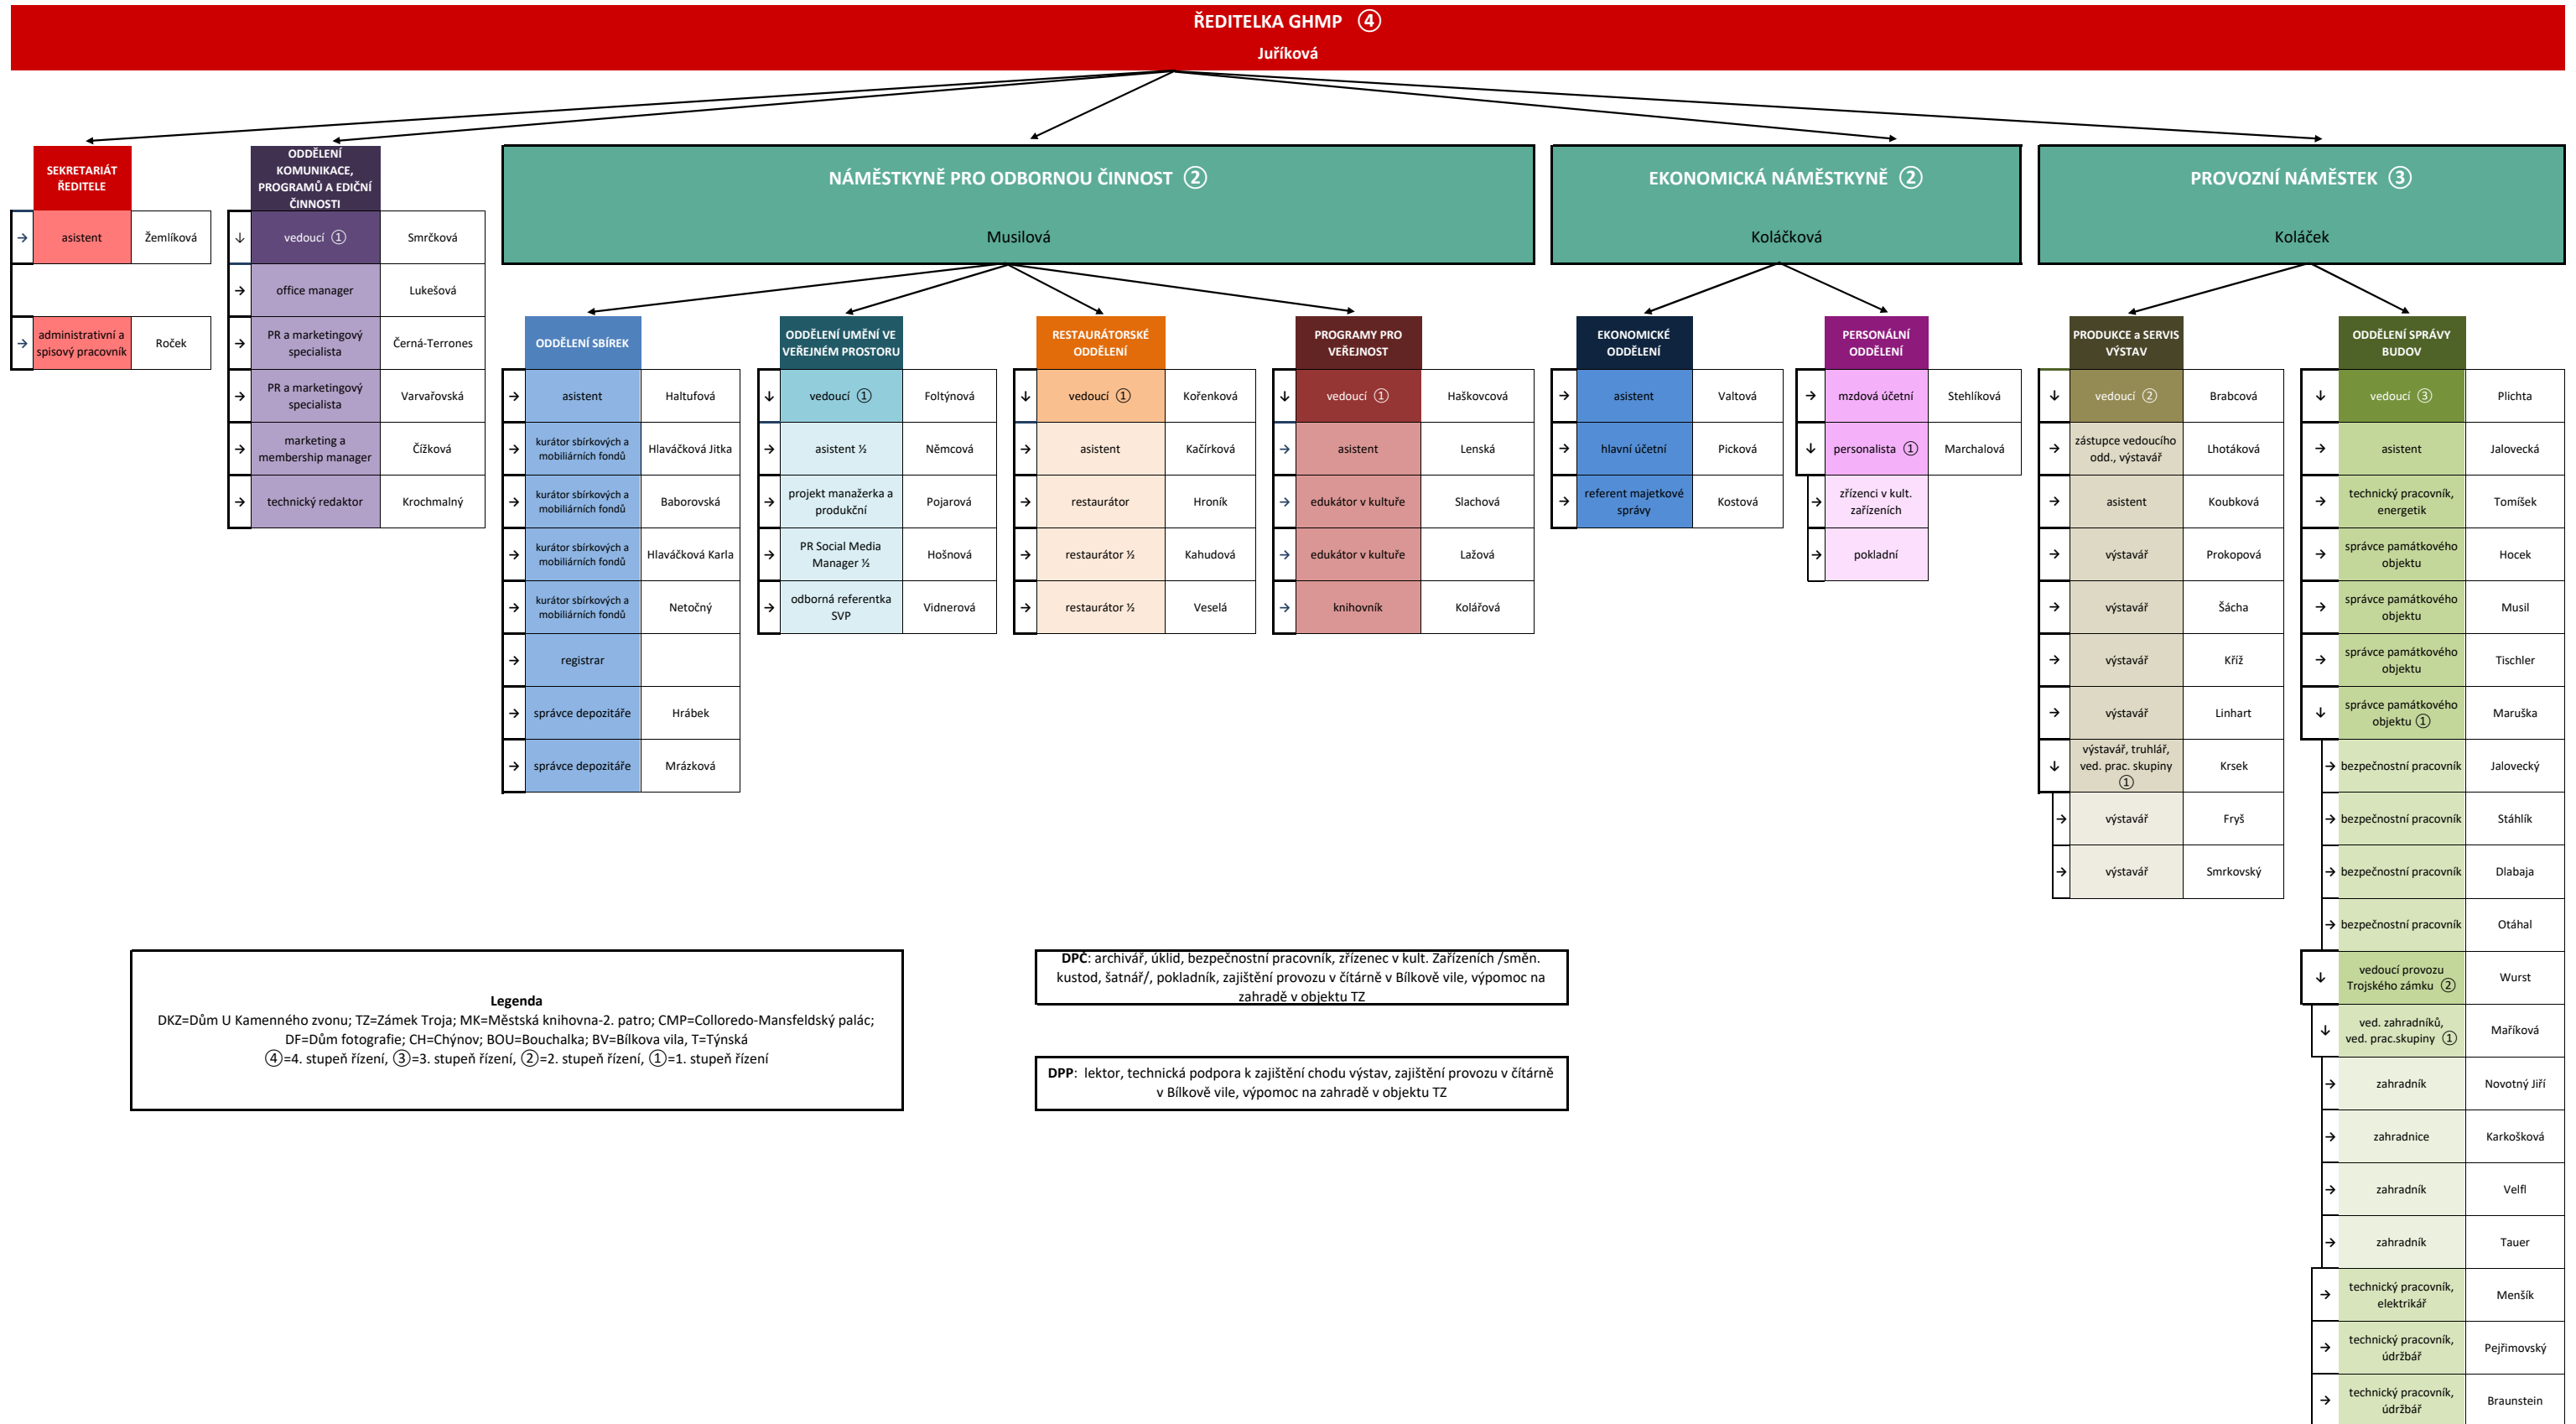 ŘEDITELKA GHMP ④
Juříková
SEKRETARIÁT
ŘEDITELE
→
asistent
Žemlíková
→
administrativní a
spisový pracovník
Roček
ODDĚLENÍ
KOMUNIKACE,
PROGRAMŮ A EDIČNÍ
ČINNOSTI
↓
vedoucí ①
Smrčková
→
office manager
Lukešová
→
PR a marketingový
specialista
Černá-Terrones
→
PR a marketingový
specialista
Varvařovská
→
marketing a
membership manager
Čížková
→
technický redaktor
Krochmalný
NÁMĚSTKYNĚ PRO ODBORNOU ČINNOST ②
Musilová
ODDĚLENÍ SBÍREK
→
asistent
Haltufová
→
kurátor sbírkových a
mobiliárních fondů
Hlaváčková Jitka
→
kurátor sbírkových a
mobiliárních fondů
Baborovská
→
kurátor sbírkových a
mobiliárních fondů
Hlaváčková Karla
→
kurátor sbírkových a
mobiliárních fondů
Netočný
→
registrar
→
správce depozitáře
Hrábek
→
správce depozitáře
Mrázková
ODDĚLENÍ UMĚNÍ VE
VEŘEJNÉM PROSTORU
↓
vedoucí ①
Foltýnová
→
asistent ½
Němcová
→
projekt manažerka a
produkční
Pojarová
→
PR Social Media
Manager ½
Hošnová
→
odborná referentka
SVP
Vidnerová
RESTAURÁTORSKÉ
ODDĚLENÍ
↓
vedoucí ①
Kořenková
→
asistent
Kačírková
→
restaurátor
Hroník
→
restaurátor ½
Kahudová
→
restaurátor ½
Veselá
PROGRAMY PRO
VEŘEJNOST
↓
vedoucí ①
Haškovcová
→
asistent
Lenská
→
edukátor v kultuře
Slachová
→
edukátor v kultuře
Lažová
→
knihovník
Kolářová
EKONOMICKÁ NÁMĚSTKYNĚ ②
Koláčková
EKONOMICKÉ
ODDĚLENÍ
→
asistent
Valtová
→
hlavní účetní
Picková
→
referent majetkové
správy
Kostová
PERSONÁLNÍ
ODDĚLENÍ
→
mzdová účetní
Stehlíková
↓
personalista ①
Marchalová
→
zřízenci v kult.
zařízeních
→
pokladní
PROVOZNÍ NÁMĚSTEK ③
Koláček
PRODUKCE a SERVIS
VÝSTAV
↓
vedoucí ②
Brabcová
→
zástupce vedoucího
odd., výstavář
Lhotáková
→
asistent
Koubková
→
výstavář
Prokopová
→
výstavář
Šácha
→
výstavář
Kříž
→
výstavář
Linhart
↓
výstavář, truhlář,
ved. prac. skupiny
①
Krsek
→
výstavář
Fryš
→
výstavář
Smrkovský
ODDĚLENÍ SPRÁVY
BUDOV
↓
vedoucí ③
Plichta
→
asistent
Jalovecká
→
technický pracovník,
energetik
Tomíšek
→
správce památkového
objektu
Hocek
→
správce památkového
objektu
Musil
→
správce památkového
objektu
Tischler
↓
správce památkového
objektu ①
Maruška
→
bezpečnostní pracovník
Jalovecký
→
bezpečnostní pracovník
Stáhlík
→
bezpečnostní pracovník
Dlabaja
→
bezpečnostní pracovník
Otáhal
↓
vedoucí provozu
Trojského zámku ②
Wurst
↓
ved. zahradníků,
ved. prac.skupiny ①
Maříková
→
zahradník
Novotný Jiří
→
zahradnice
Karkošková
→
zahradník
Velfl
→
zahradník
Tauer
→
technický pracovník,
elektrikář
Menšík
→
technický pracovník,
údržbář
Pejřimovský
→
technický pracovník,
údržbář
Braunstein
Legenda
DKZ=Dům U Kamenného zvonu; TZ=Zámek Troja; MK=Městská knihovna-2. patro; CMP=Colloredo-Mansfeldský palác;
DF=Dům fotografie; CH=Chýnov; BOU=Bouchalka; BV=Bílkova vila, T=Týnská
④=4. stupeň řízení, ③=3. stupeň řízení, ②=2. stupeň řízení, ①=1. stupeň řízení
DPČ: archivář, úklid, bezpečnostní pracovník, zřízenec v kult. Zařízeních /směn.
kustod, šatnář/, pokladník, zajištění provozu v čítárně v Bílkově vile, výpomoc na
zahradě v objektu TZ
DPP: lektor, technická podpora k zajištění chodu výstav, zajištění provozu v čítárně
v Bílkově vile, výpomoc na zahradě v objektu TZ